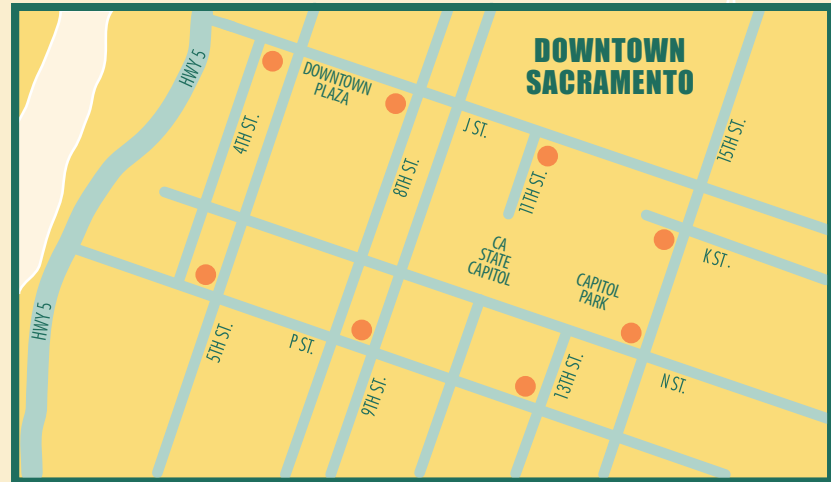 DOWNTOWN
SACRAMENTO
HWY 5
DOWNTOWN
PLAZA
4TH ST.
J ST.
15TH ST.
8TH ST.
11TH ST.
CA
STATE
CAPITOL
K ST.
CAPITOL
PARK
HWY 5
5TH ST.
P ST.
9TH ST.
13TH ST.
N ST.